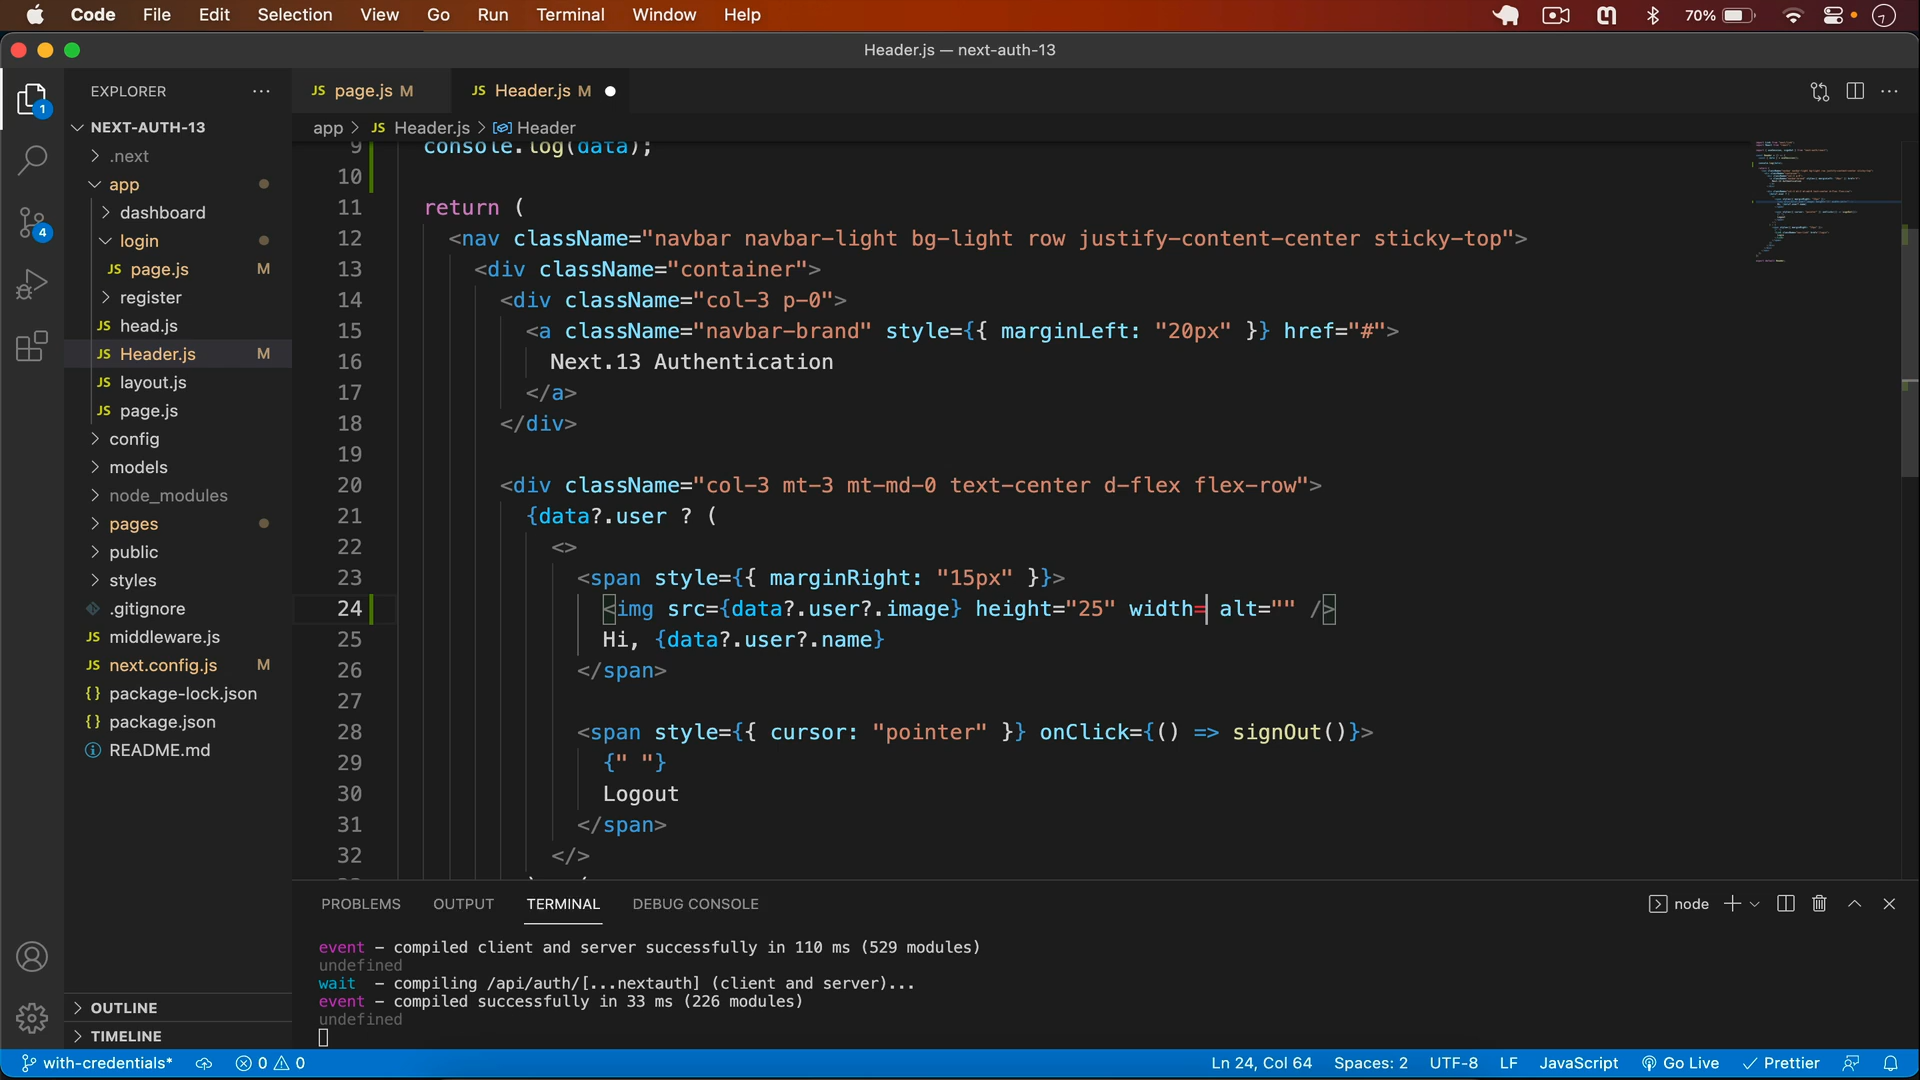 Code File Edit Selection View Go Run Terminal Window Help 70%
Header.js — next-auth-13
EXPLORER
JS page.js M JS Header.js M
app > JS Header.js > Header
1
NEXT-AUTH-13
.next
app
dashboard
4
login
JS page.js M
register
JS head.js
JS Header.js M
JS layout.js
JS page.js
config
models
node_modules
pages
public
styles
.gitignore
JS middleware.js
JS next.config.js M
{} package-lock.json
{} package.json
README.md
OUTLINE
TIMELINE
9 console.log(data);
10
11 return (
12 <nav className="navbar navbar-light bg-light row justify-content-center sticky-top">
13 <div className="container">
14 <div className="col-3 p-0">
15 <a className="navbar-brand" style={{ marginLeft: "20px" }} href="#">
16 Next.13 Authentication
17 </a>
18 </div>
19
20 <div className="col-3 mt-3 mt-md-0 text-center d-flex flex-row">
21 {data?.user ? (
22 <>
23 <span style={{ marginRight: "15px" }}>
24 <img src={data?.user?.image} height="25" width= alt="" />
25 Hi, {data?.user?.name}
26 </span>
27
28 <span style={{ cursor: "pointer" }} onClick={() => signOut()}>
29 {" "}
30 Logout
31 </span>
32 </>
PROBLEMS OUTPUT TERMINAL DEBUG CONSOLE node
event - compiled client and server successfully in 110 ms (529 modules)
undefined
wait - compiling /api/auth/[...nextauth] (client and server)...
event - compiled successfully in 33 ms (226 modules)
undefined
with-credentials* 0 0 Ln 24, Col 64 Spaces: 2 UTF-8 LF JavaScript Go Live Prettier